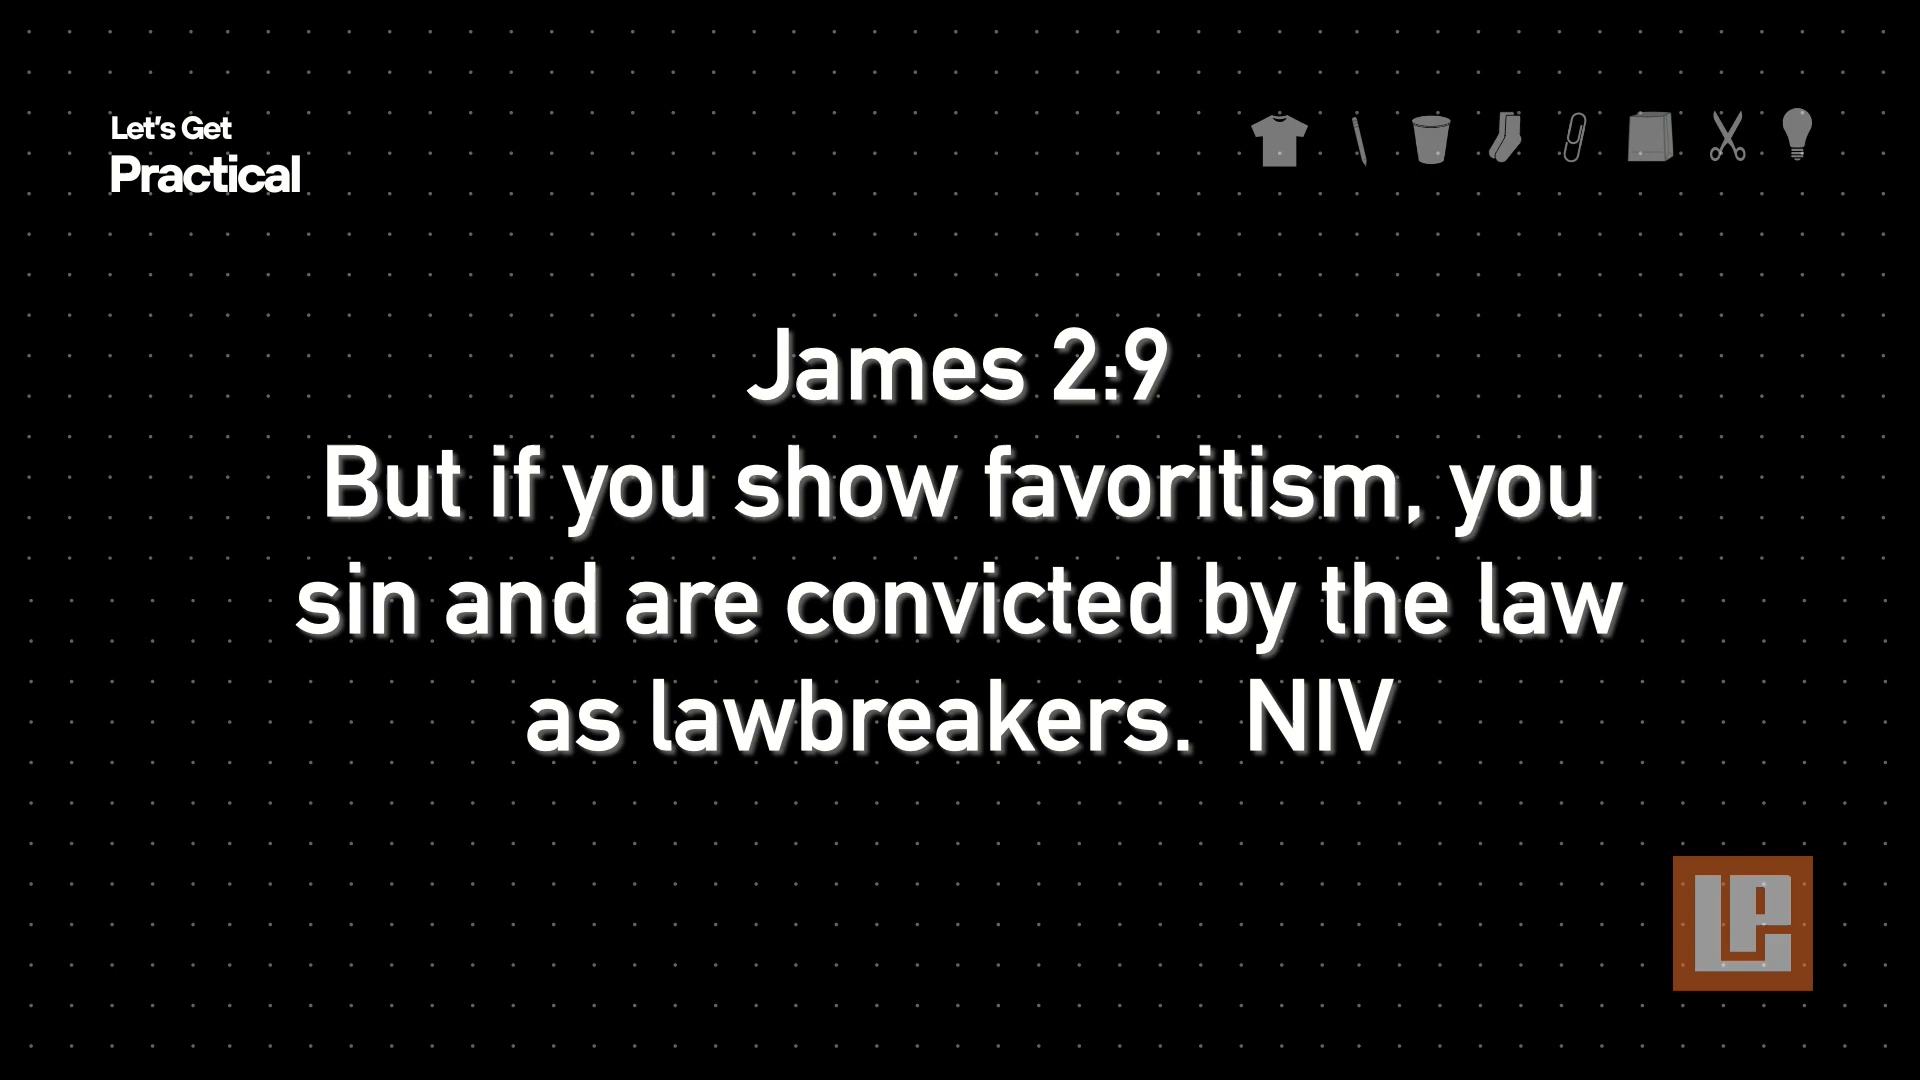 Let's Get
Practical
James 2:9
But if you show favoritism, you
sin and are convicted by the law
as lawbreakers.  NIV
LP